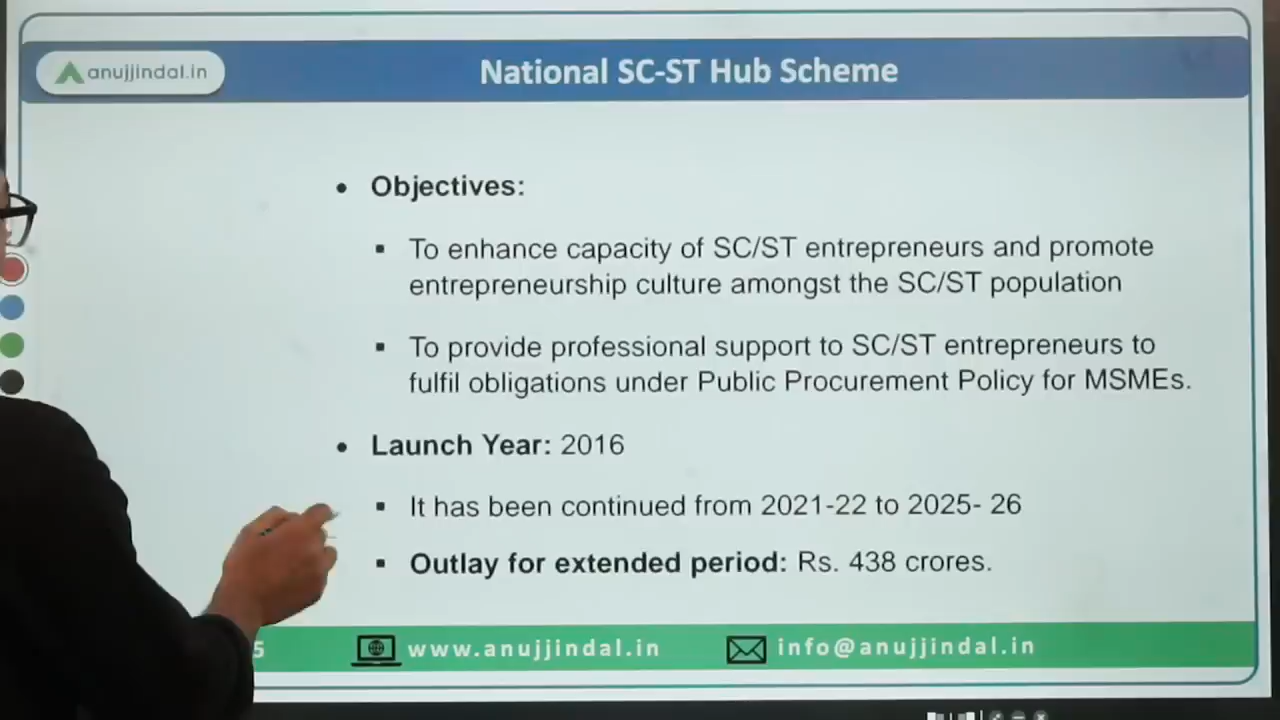 anujjindal.in
National SC-ST Hub Scheme
• Objectives:
▪ To enhance capacity of SC/ST entrepreneurs and promote
entrepreneurship culture amongst the SC/ST population
▪ To provide professional support to SC/ST entrepreneurs to
fulfil obligations under Public Procurement Policy for MSMEs.
• Launch Year: 2016
▪ It has been continued from 2021-22 to 2025- 26
▪ Outlay for extended period: Rs. 438 crores.
5 www.anujjindal.in info@anujjindal.in